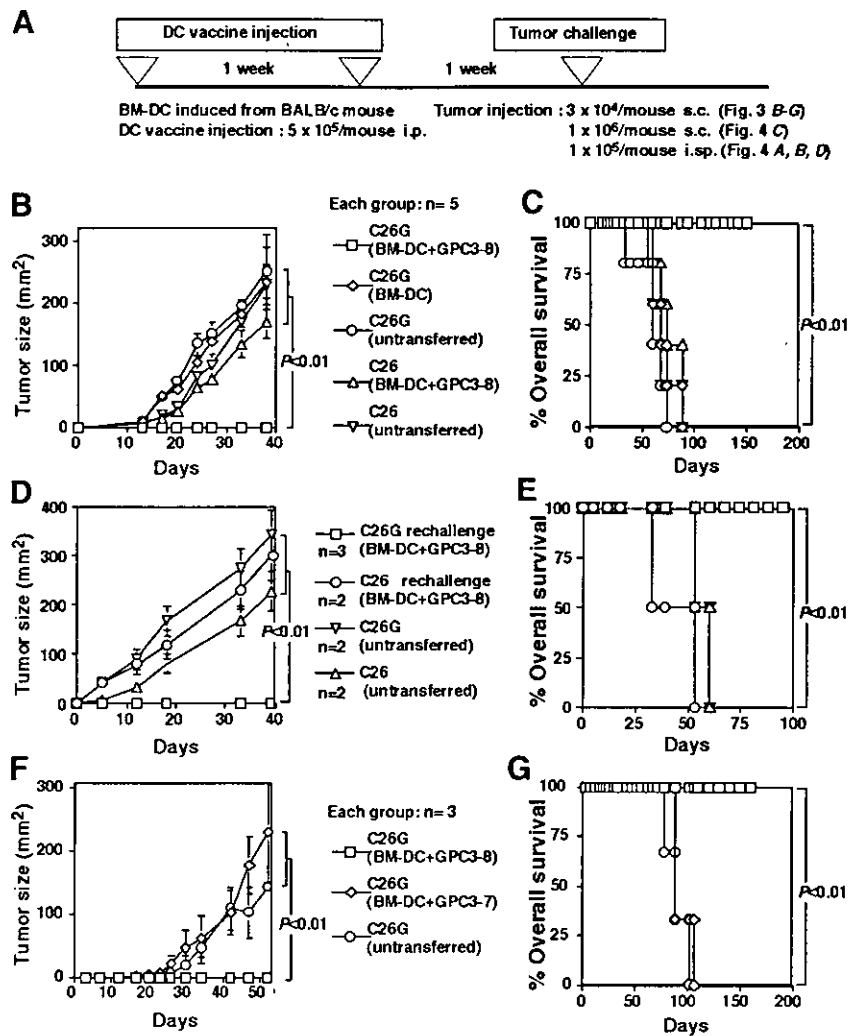 A
DC vaccine injection
Tumor challenge
1 week
1 week
BM-DC induced from BALB/c mouse
DC vaccine injection : 5 x 10⁵/mouse i.p.
Tumor injection : 3 x 10⁴/mouse s.c. (Fig. 3 B-G)
1 x 10⁶/mouse s.c. (Fig. 4 C)
1 x 10⁵/mouse i.sp. (Fig. 4 A, B, D)
B
Tumor size (mm²)
300
200
100
0
0 10 20 30 40
Days
P<0.01
Each group: n= 5
C26G
(BM-DC+GPC3-8)
C26G
(BM-DC)
C26G
(untransferred)
C26
(BM-DC+GPC3-8)
C26
(untransferred)
C
% Overall survival
100
75
50
25
0
0 50 100 150 200
Days
P<0.01
D
Tumor size (mm²)
400
300
200
100
0
0 10 20 30 40
Days
P<0.01
C26G rechallenge
n=3 (BM-DC+GPC3-8)
C26 rechallenge
n=2 (BM-DC+GPC3-8)
C26G
n=2 (untransferred)
C26
n=2 (untransferred)
E
% Overall survival
100
75
50
25
0
0 25 50 75 100
Days
P<0.01
F
Tumor size (mm²)
300
200
100
0
0 10 20 30 40 50
Days
P<0.01
Each group: n= 3
C26G
(BM-DC+GPC3-8)
C26G
(BM-DC+GPC3-7)
C26G
(untransferred)
G
% Overall survival
100
75
50
25
0
0 50 100 150 200
Days
P<0.01